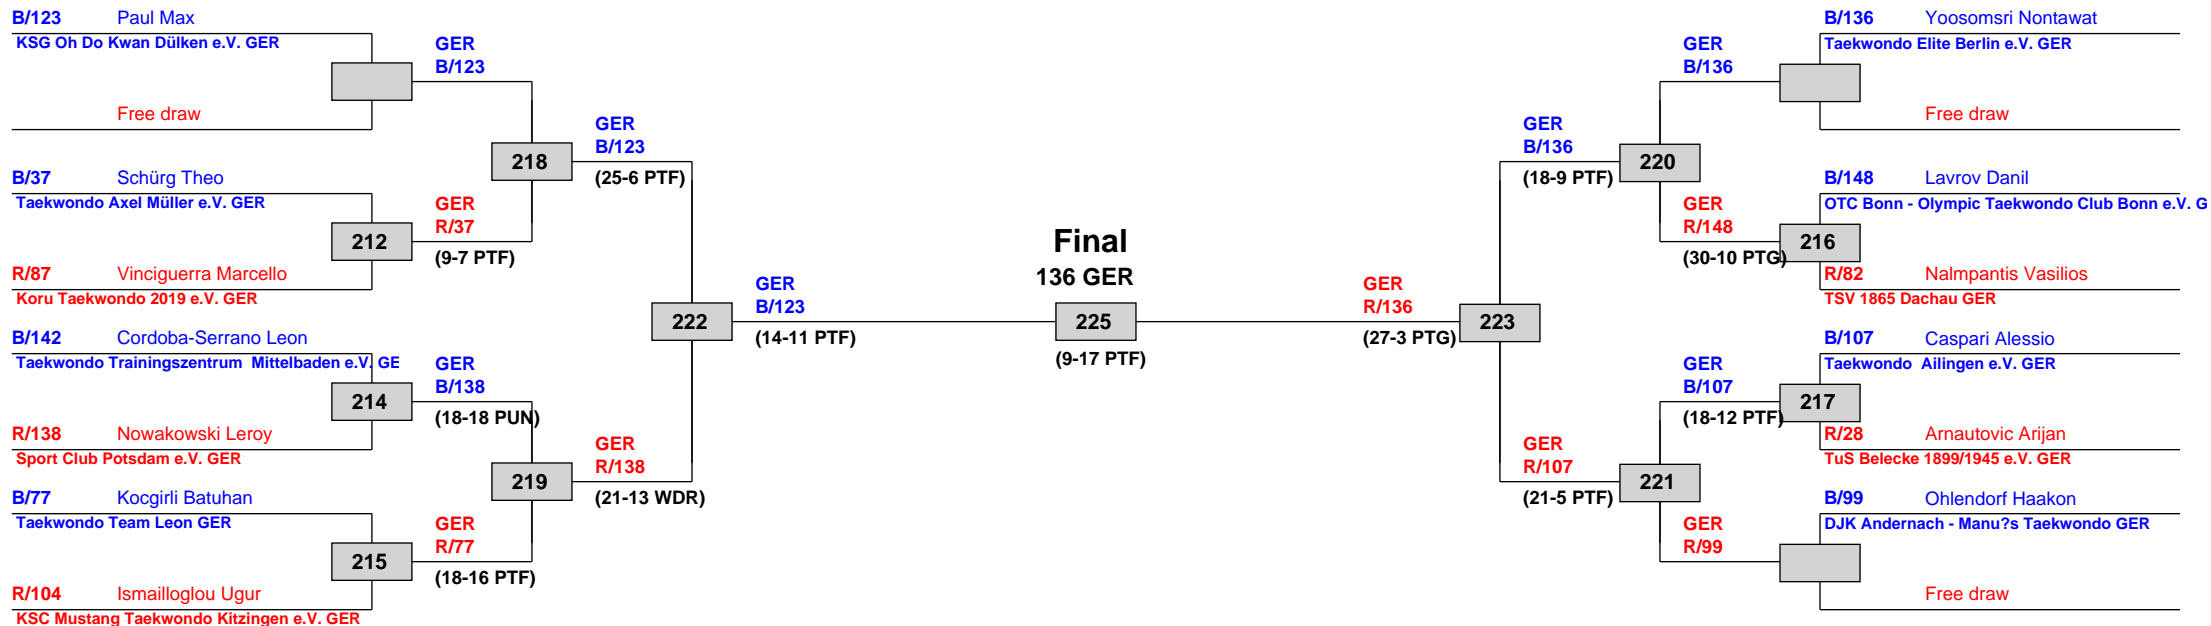 B/123 Paul Max
KSG Oh Do Kwan Dülken e.V. GER
Free draw
B/37 Schürg Theo
Taekwondo Axel Müller e.V. GER
212
R/87 Vinciguerra Marcello
Koru Taekwondo 2019 e.V. GER
B/142 Cordoba-Serrano Leon
Taekwondo Trainingszentrum Mittelbaden e.V. GE
214
R/138 Nowakowski Leroy
Sport Club Potsdam e.V. GER
B/77 Kocgirli Batuhan
Taekwondo Team Leon GER
215
R/104 Ismailloglou Ugur
KSC Mustang Taekwondo Kitzingen e.V. GER
GER
B/123
218
GER
R/37
(9-7 PTF)
GER
B/138
(18-18 PUN)
219
GER
R/77
(18-16 PTF)
GER
B/123
(25-6 PTF)
222
GER
R/138
(21-13 WDR)
GER
B/123
(14-11 PTF)
Final
136 GER
225
(9-17 PTF)
GER
R/136
(27-3 PTG)
223
GER
B/136
(18-9 PTF)
GER
R/107
(21-5 PTF)
GER
B/136
220
GER
R/148
(30-10 PTG)
GER
B/107
(18-12 PTF)
221
GER
R/99
B/136 Yoosomsri Nontawat
Taekwondo Elite Berlin e.V. GER
Free draw
B/148 Lavrov Danil
OTC Bonn - Olympic Taekwondo Club Bonn e.V. G
216
R/82 Nalmpantis Vasilios
TSV 1865 Dachau GER
B/107 Caspari Alessio
Taekwondo Ailingen e.V. GER
217
R/28 Arnautovic Arijan
TuS Belecke 1899/1945 e.V. GER
B/99 Ohlendorf Haakon
DJK Andernach - Manu?s Taekwondo GER
Free draw